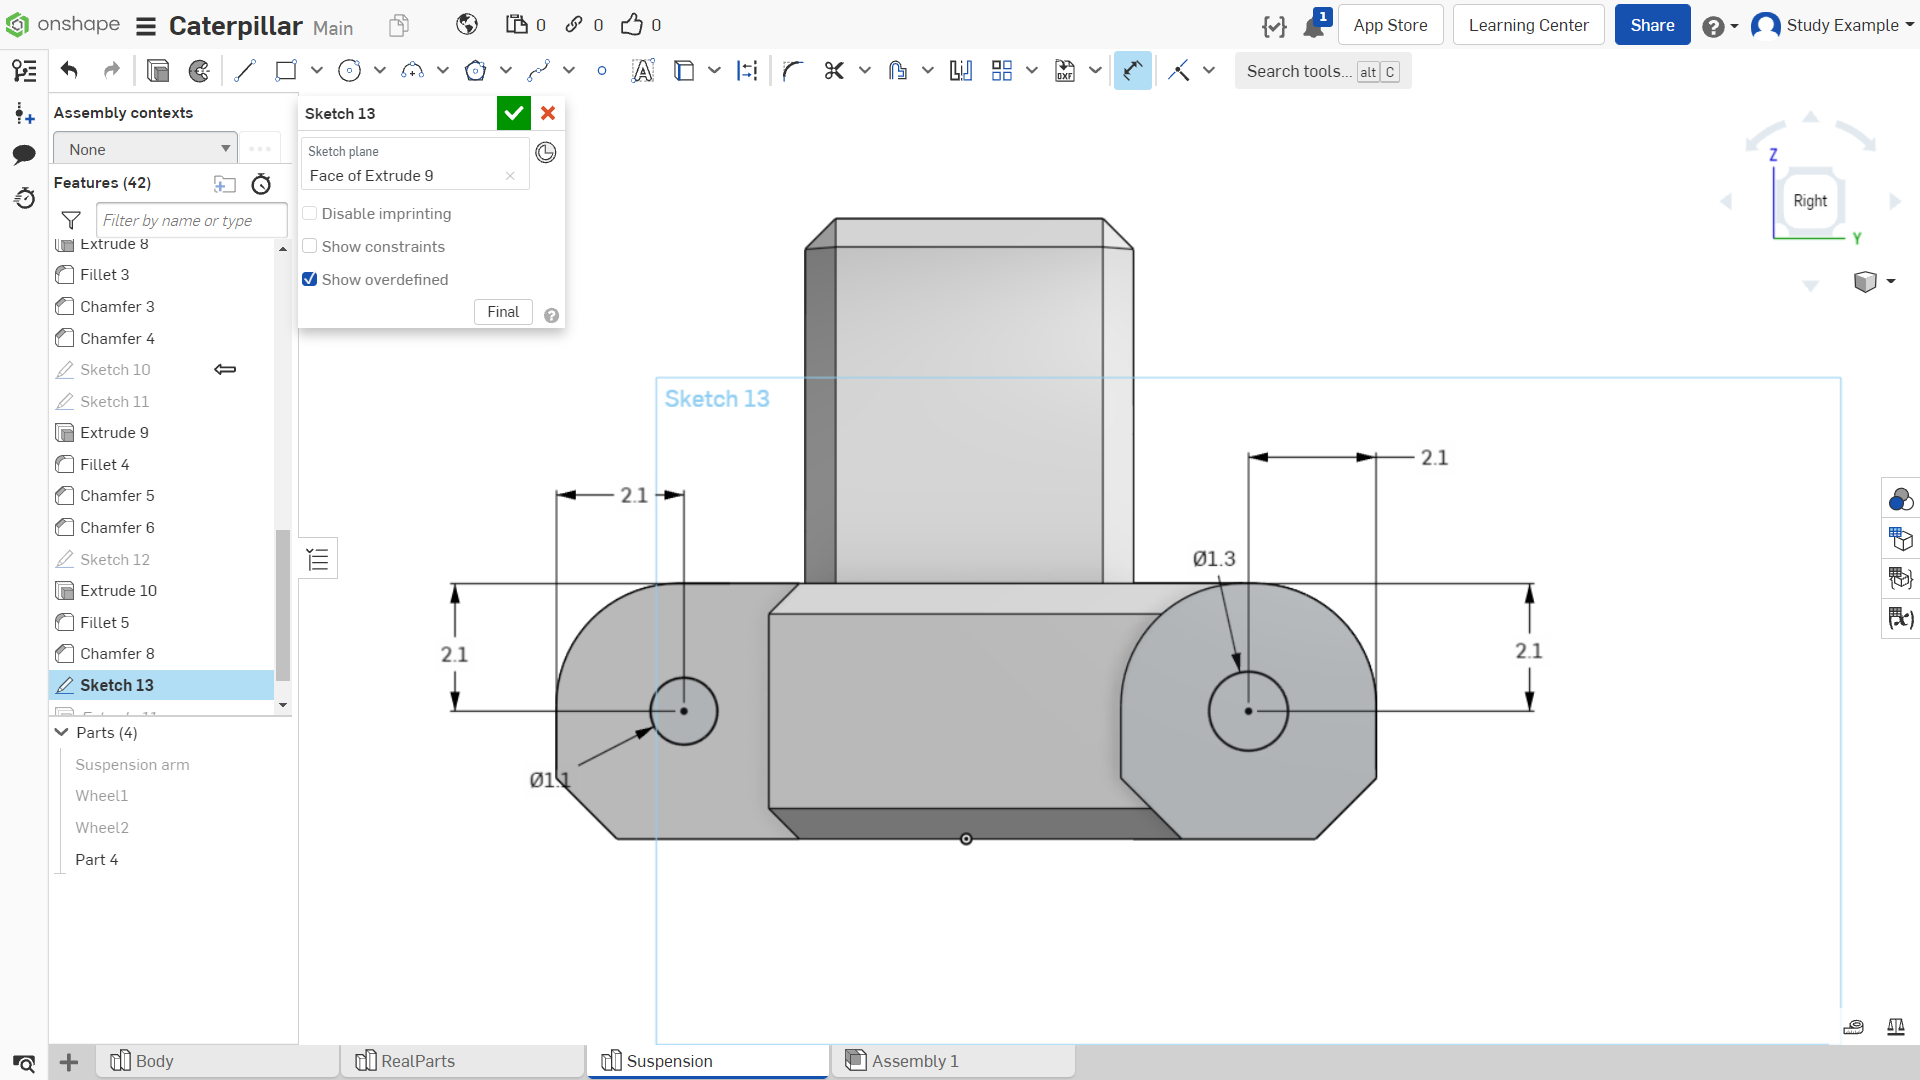 onshape
Caterpillar Main
0 0 0
1
App Store
Learning Center
Share
Study Example
Search tools... alt C
Assembly contexts
None
Features (42)
Filter by name or type
Extrude 8
Fillet 3
Chamfer 3
Chamfer 4
Sketch 10
Sketch 11
Extrude 9
Fillet 4
Chamfer 5
Chamfer 6
Sketch 12
Extrude 10
Fillet 5
Chamfer 8
Sketch 13
Extrude 11
Parts (4)
Suspension arm
Wheel1
Wheel2
Part 4
Sketch 13
Sketch plane
Face of Extrude 9
Disable imprinting
Show constraints
Show overdefined
Final
Sketch 13
2.1
2.1
Ø1.3
2.1
2.1
Ø1.1
Z
Right
Y
DXF
(x)
Body
RealParts
Suspension
Assembly 1